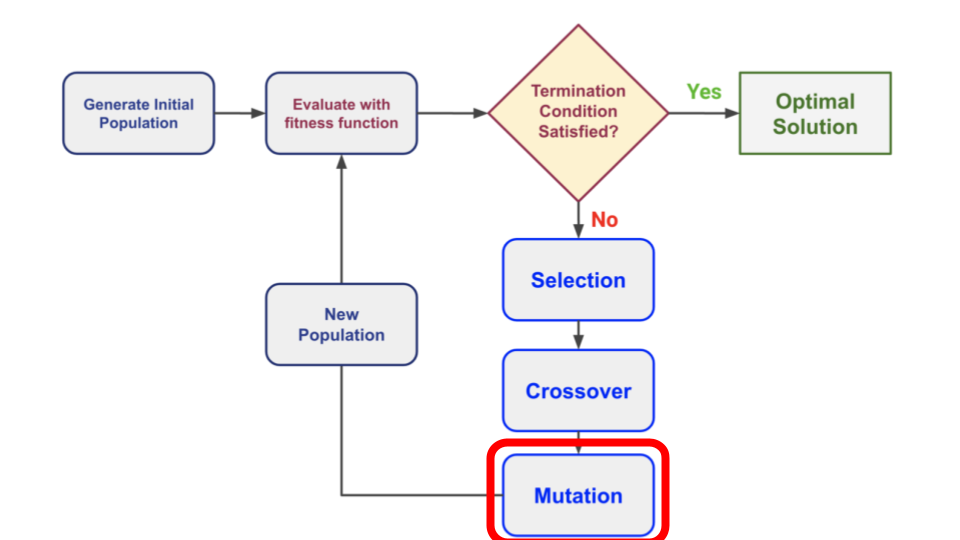 Generate Initial
Population
Evaluate with
fitness function
Termination
Condition
Satisfied?
Yes
Optimal
Solution
No
Selection
New
Population
Crossover
Mutation